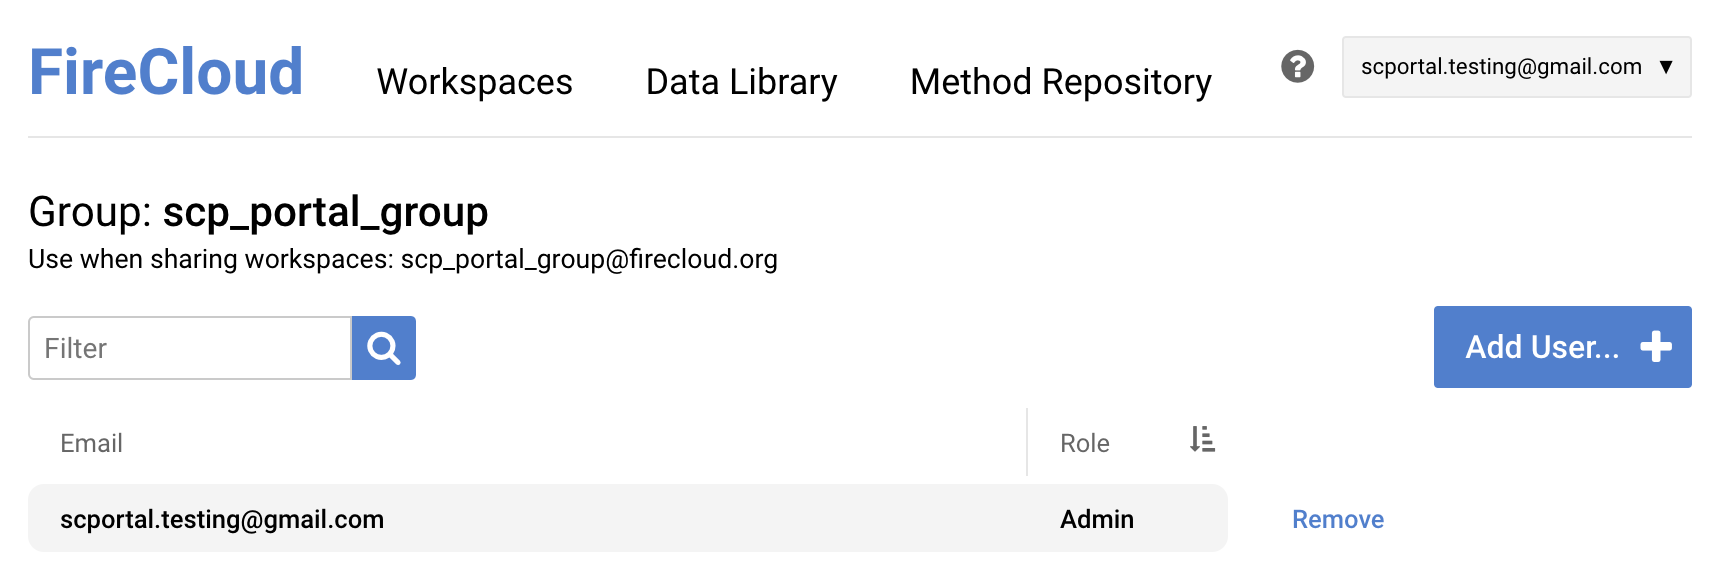 FireCloud Workspaces Data Library Method Repository ? scportal.testing@gmail.com ▼
Group: scp_portal_group
Use when sharing workspaces: scp_portal_group@firecloud.org
Filter Add User...
Email Role
scportal.testing@gmail.com Admin Remove